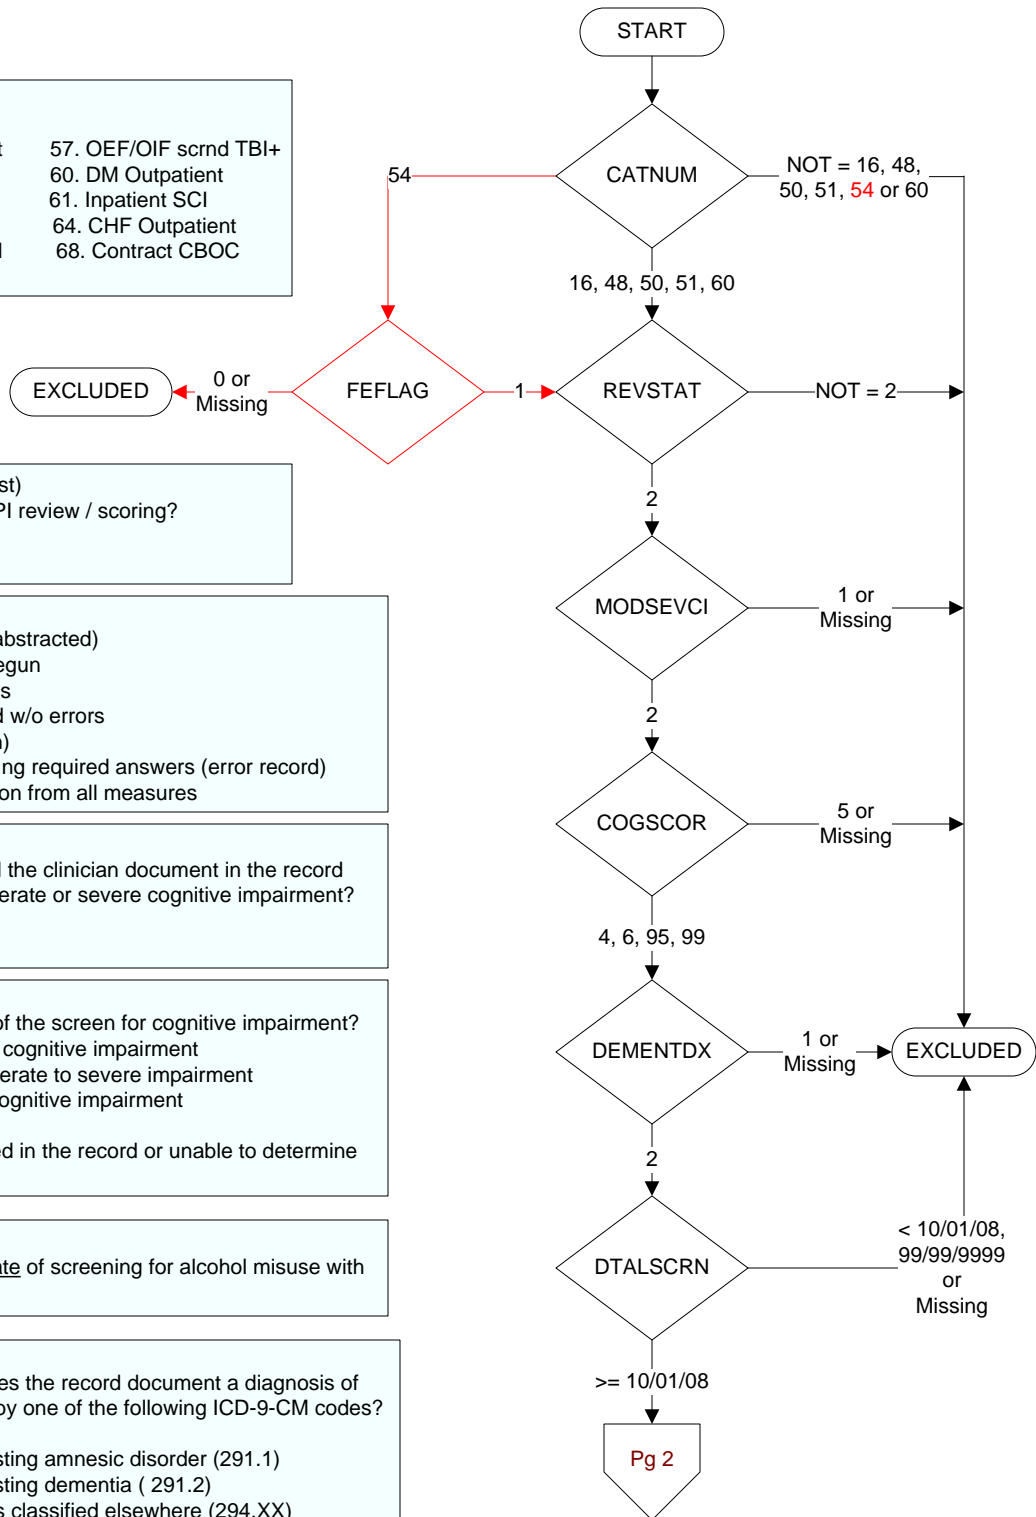 START
t 57. OEF/OIF scrnd TBI+
60. DM Outpatient
61. Inpatient SCI
64. CHF Outpatient
68. Contract CBOC
54
CATNUM
NOT = 16, 48,
50, 51, 54 or 60
16, 48, 50, 51, 60
EXCLUDED
0 or
Missing
FEFLAG
1
REVSTAT
NOT = 2
st)
PI review / scoring?
2
abstracted)
egun
s
d w/o errors
)
ing required answers (error record)
on from all measures
MODSEVCI
1 or
Missing
2
the clinician document in the record
erate or severe cognitive impairment?
COGSCOR
5 or
Missing
4, 6, 95, 99
of the screen for cognitive impairment?
cognitive impairment
erate to severe impairment
ognitive impairment
ed in the record or unable to determine
DEMENTDX
1 or
Missing
EXCLUDED
2
ate of screening for alcohol misuse with
DTALSCRN
< 10/01/08,
99/99/9999
or
Missing
>= 10/01/08
es the record document a diagnosis of
by one of the following ICD-9-CM codes?
sting amnesic disorder (291.1)
sting dementia ( 291.2)
s classified elsewhere (294.XX)
Pg 2